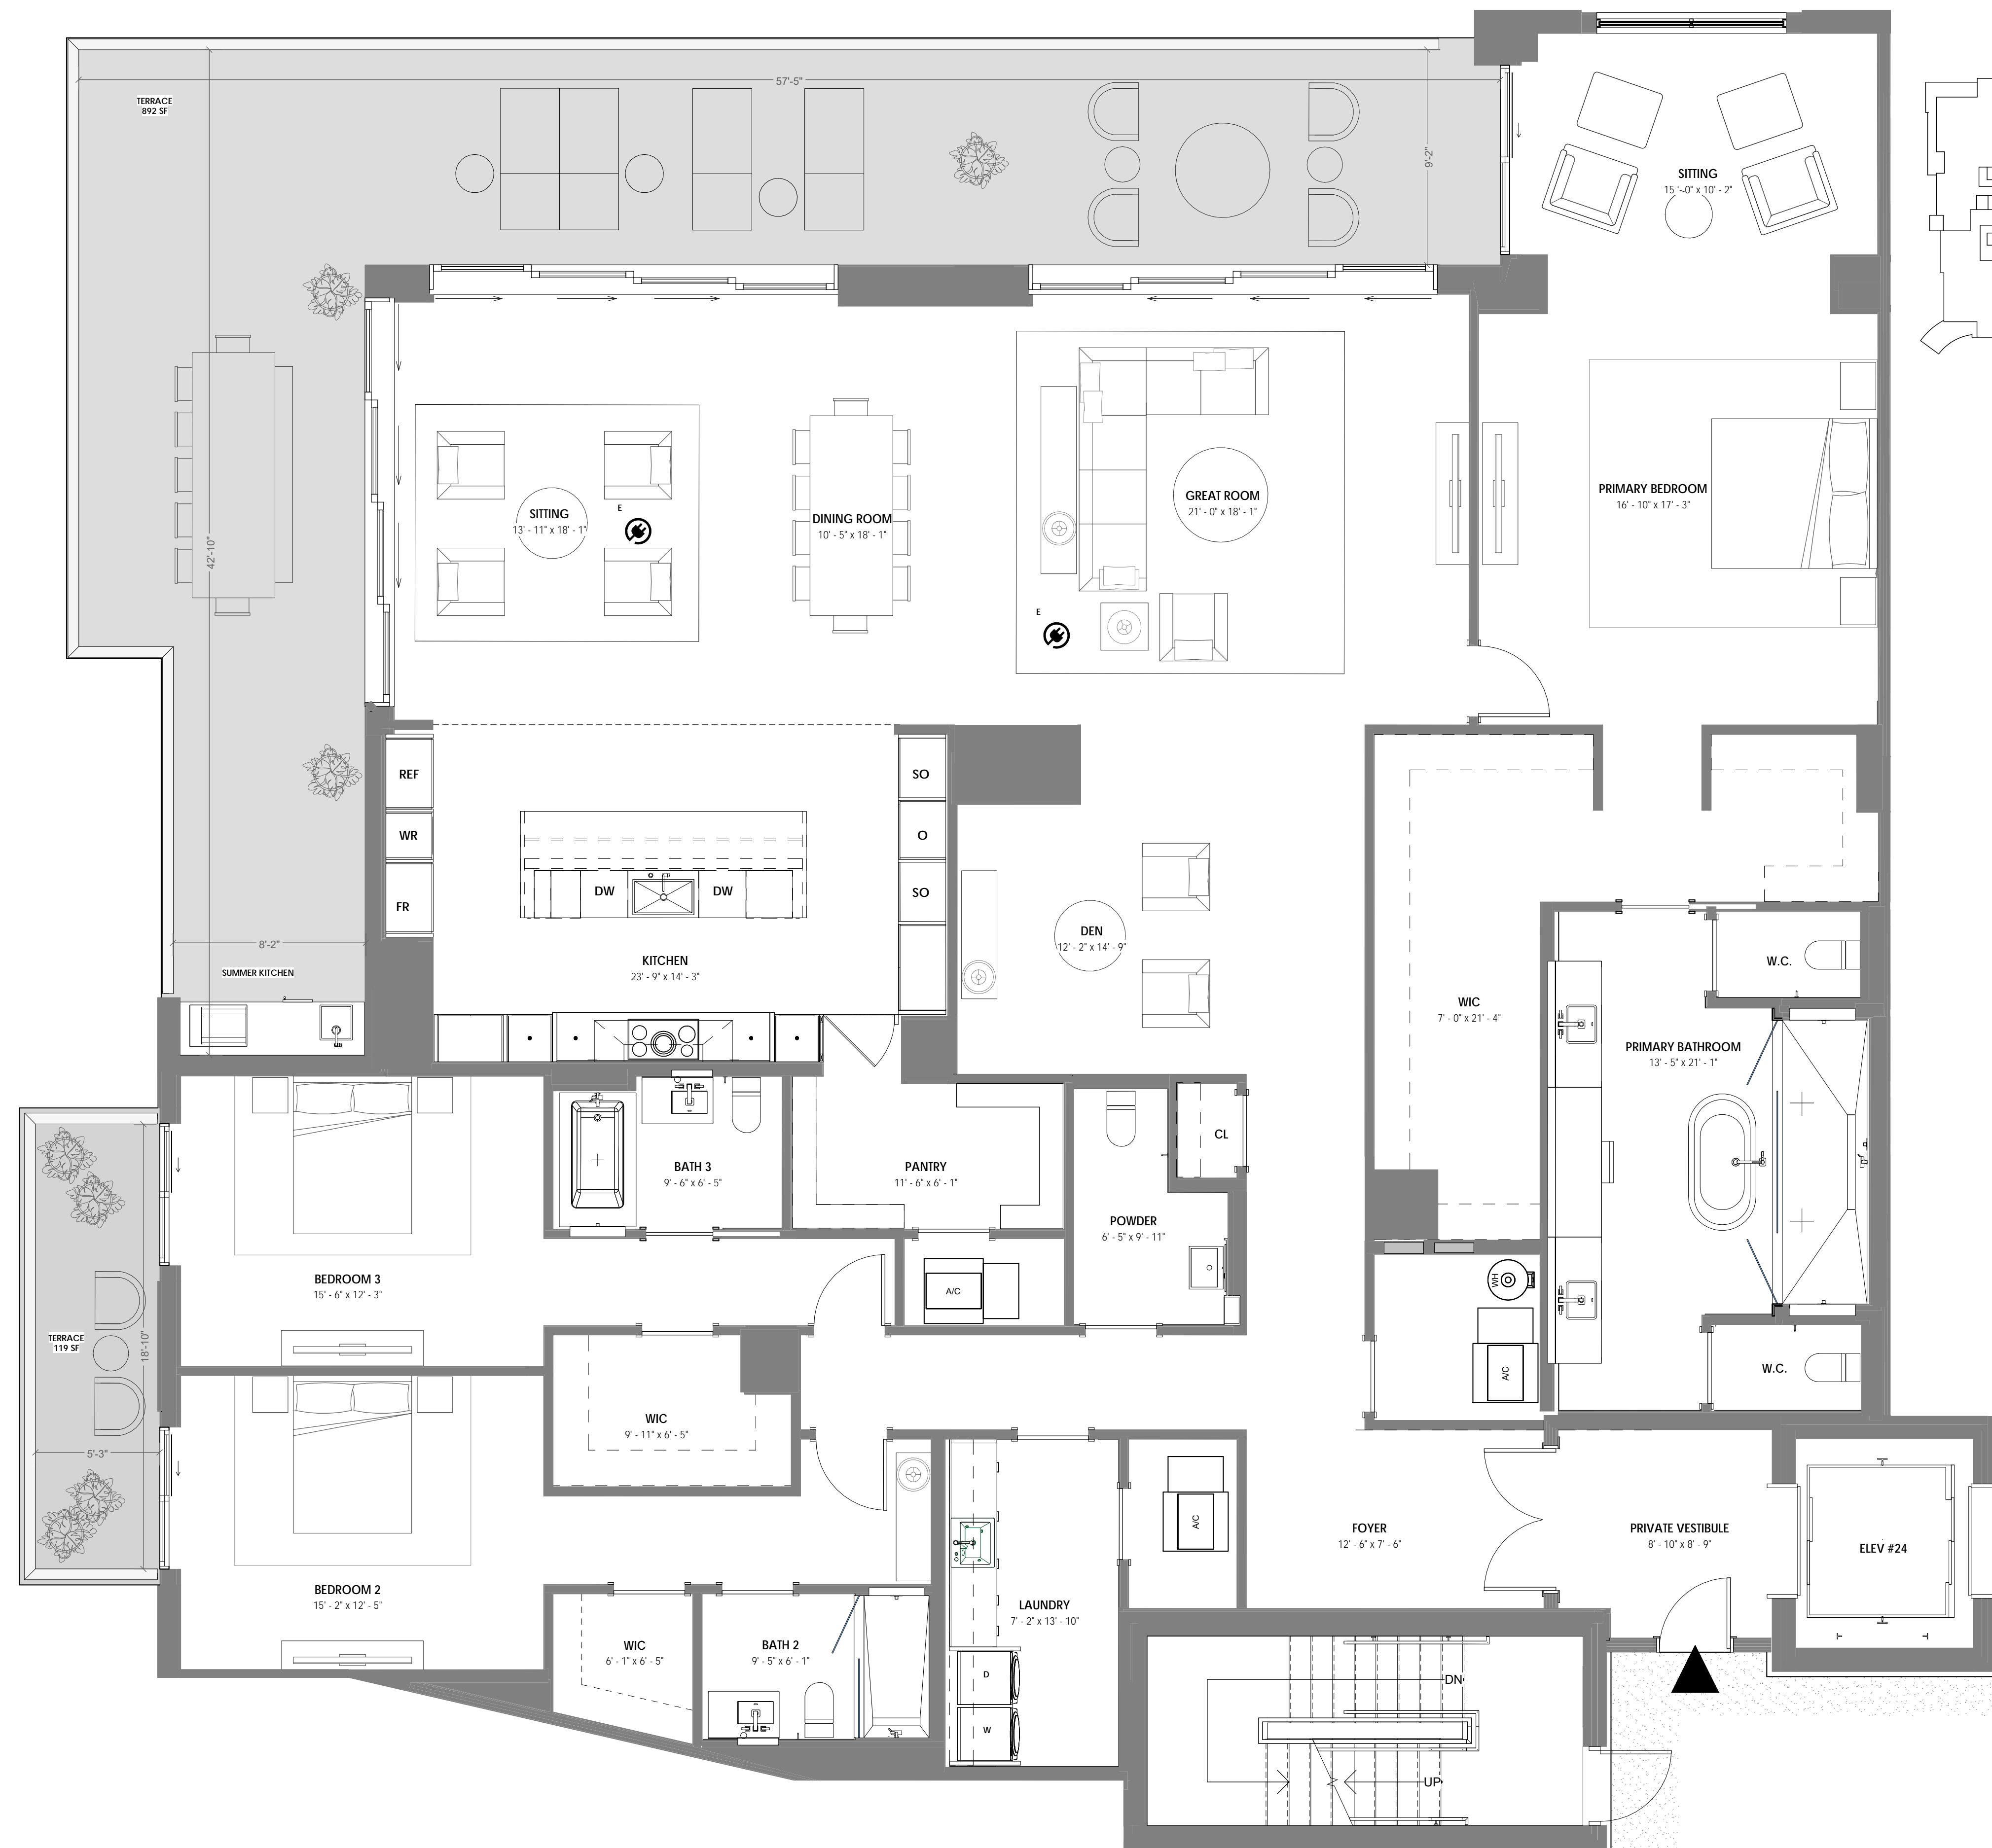 57'-5"
TERRACE
892 SF
9'-2"
SITTING
15 '-0" x 10' - 2"
42'-10"
SITTING
13' - 11" x 18' - 1"
E
DINING ROOM
10' - 5" x 18' - 1"
GREAT ROOM
21' - 0" x 18' - 1"
E
PRIMARY BEDROOM
16' - 10" x 17' - 3"
REF
WR
FR
SO
O
SO
DW
DW
KITCHEN
23' - 9" x 14' - 3"
DEN
12' - 2" x 14' - 9"
8'-2"
SUMMER KITCHEN
WIC
7' - 0" x 21' - 4"
W.C.
PRIMARY BATHROOM
13' - 5" x 21' - 1"
CL
BATH 3
9' - 6" x 6' - 5"
PANTRY
11' - 6" x 6' - 1"
POWDER
6' - 5" x 9' - 11"
BEDROOM 3
15' - 6" x 12' - 3"
A/C
WH
A/C
TERRACE
119 SF
18'-10"
W.C.
WIC
9' - 11" x 6' - 5"
5'-3"
BEDROOM 2
15' - 2" x 12' - 5"
A/C
FOYER
12' - 6" x 7' - 6"
PRIVATE VESTIBULE
8' - 10" x 8' - 9"
ELEV #24
LAUNDRY
7' - 2" x 13' - 10"
WIC
6' - 1" x 6' - 5"
BATH 2
9' - 5" x 6' - 1"
D
W
DN
UP